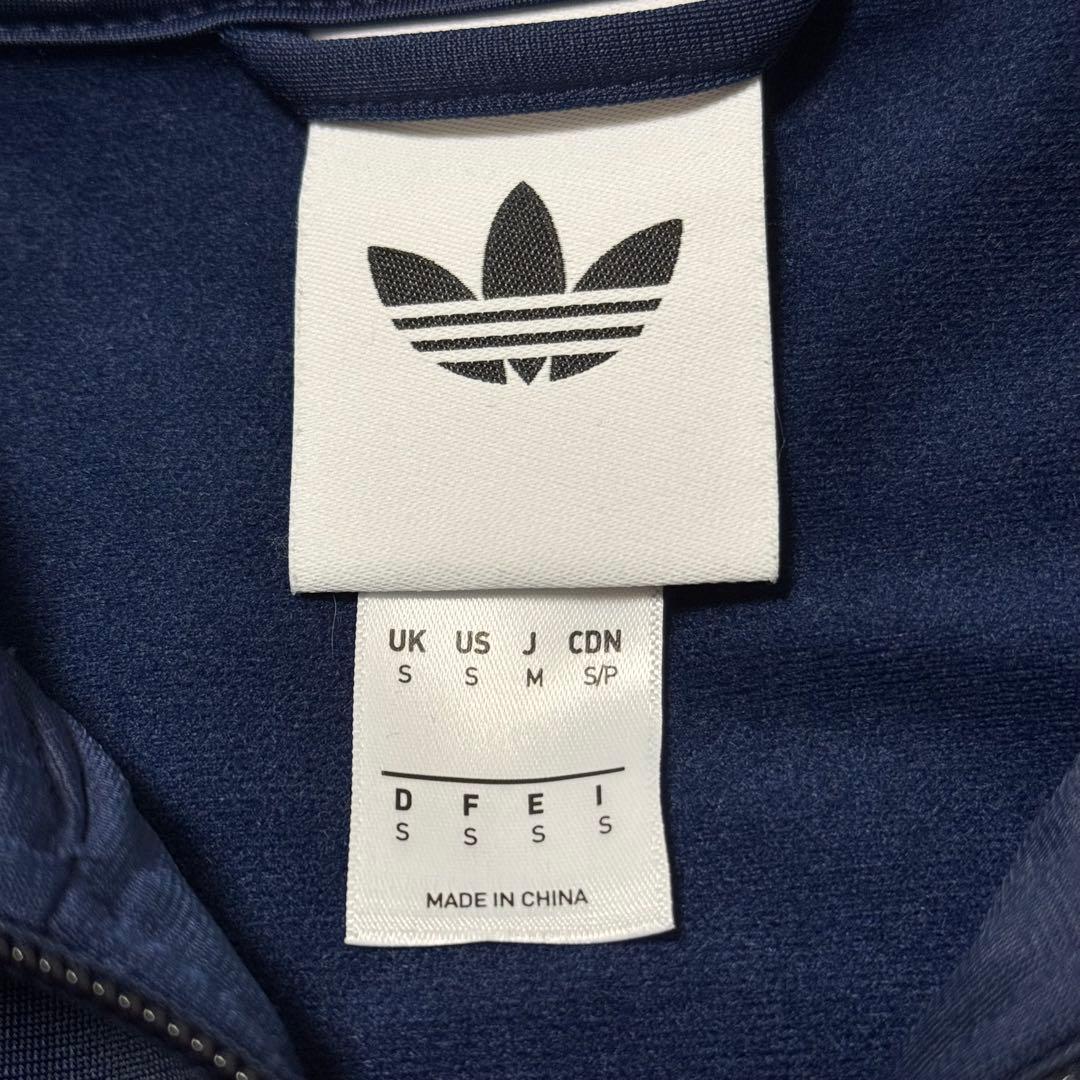 UK US J CDN
S S M S/P
D F E I
S S S S
MADE IN CHINA